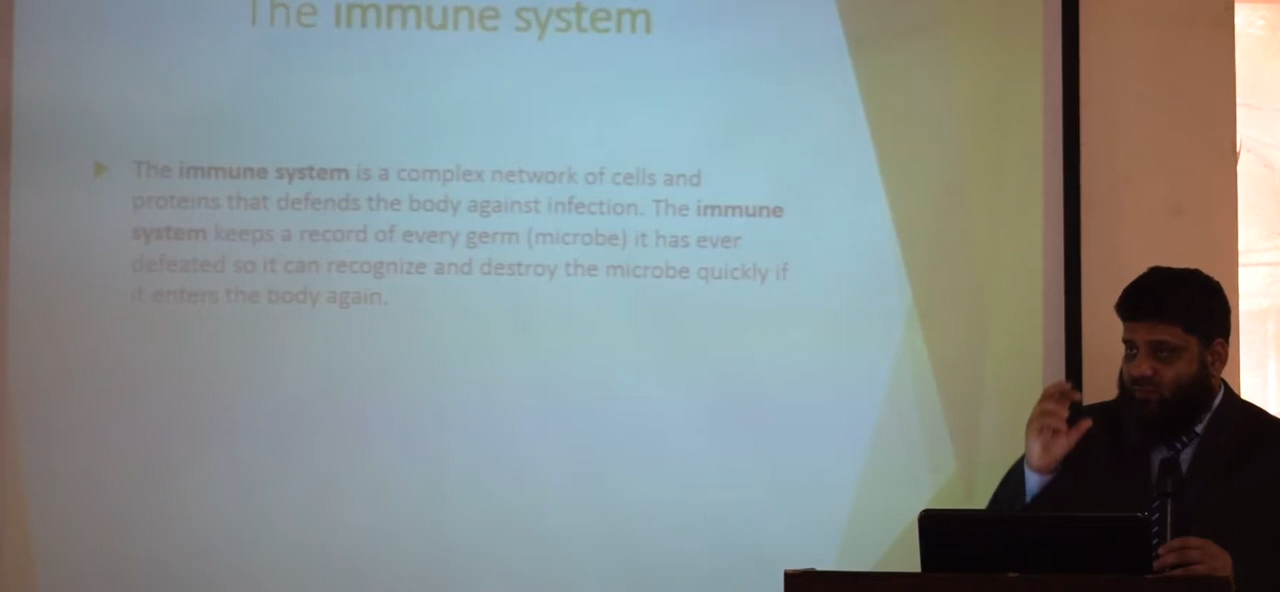 The immune system
The immune system is a complex network of cells and
proteins that defends the body against infection. The immune
system keeps a record of every germ (microbe) it has ever
defeated so it can recognize and destroy the microbe quickly if
it enters the body again.